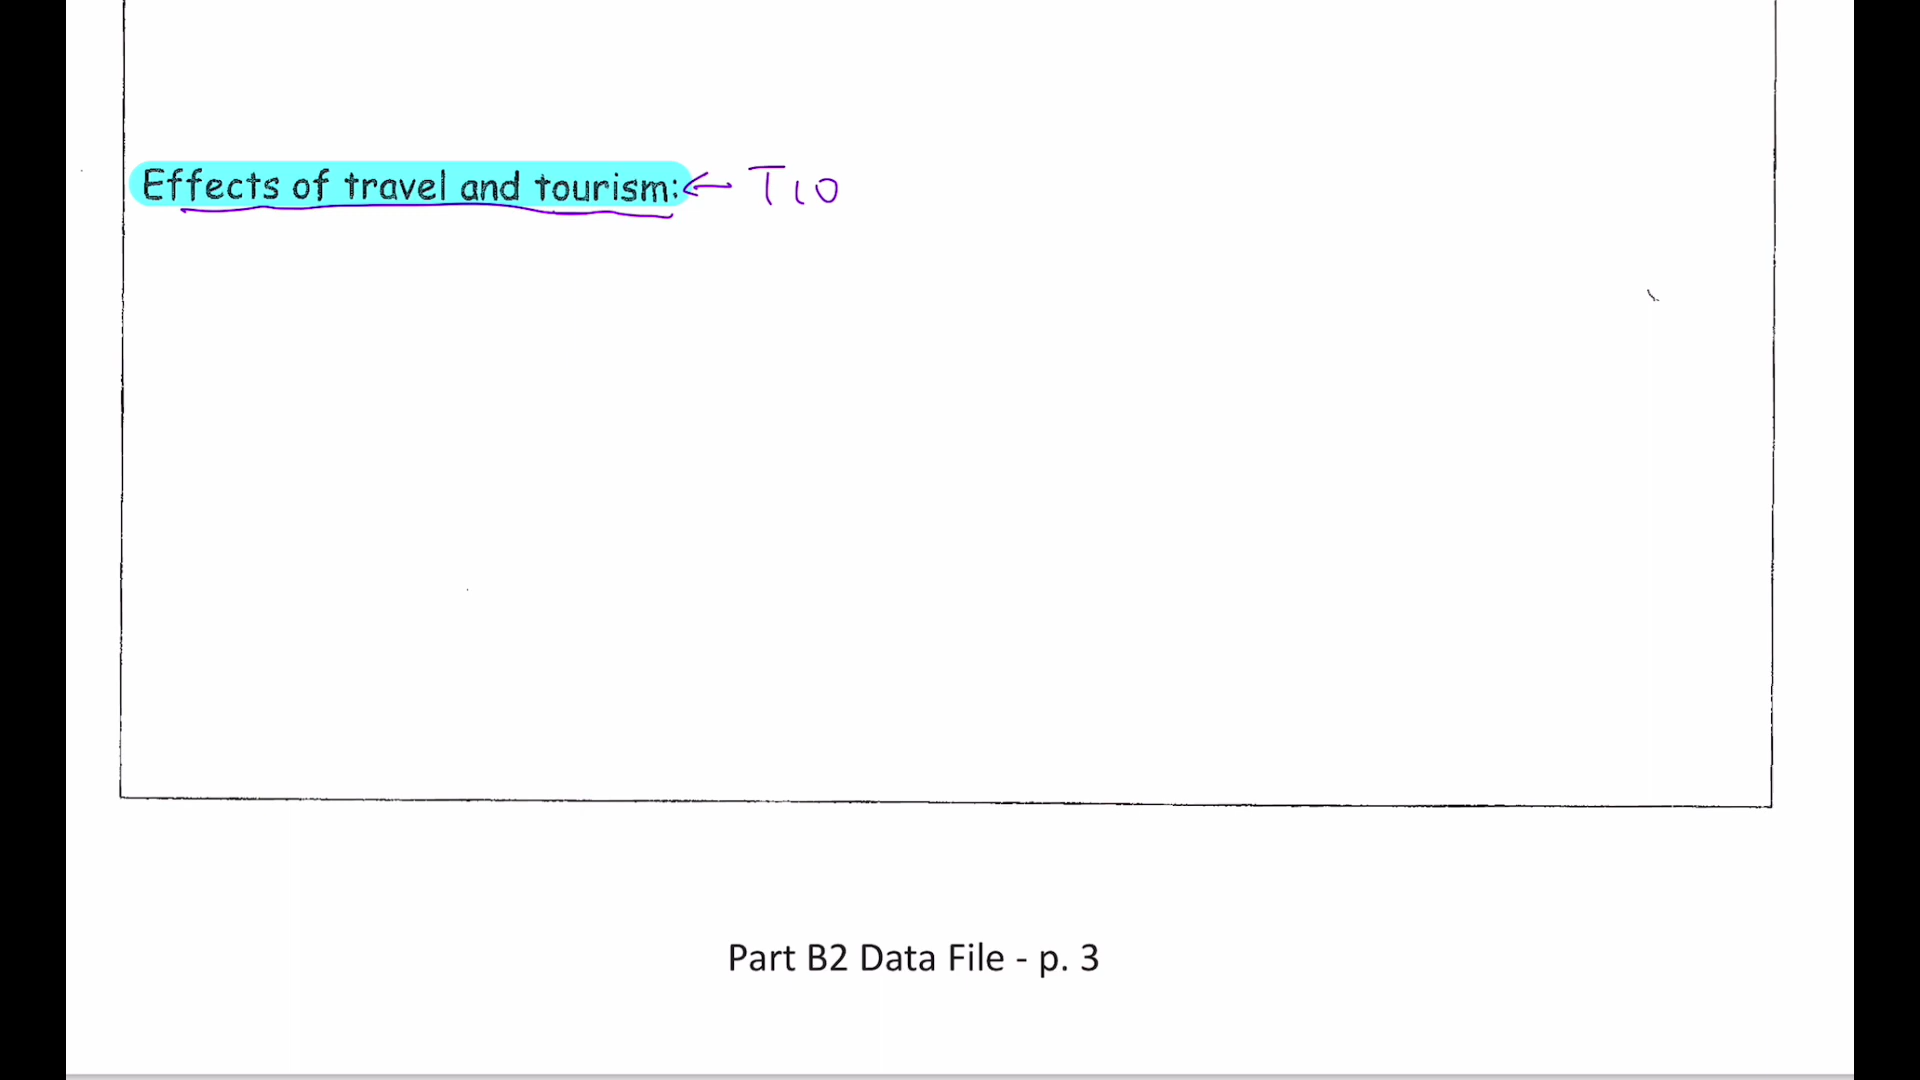 Effects of travel and tourism: ← T10
Part B2 Data File - p. 3